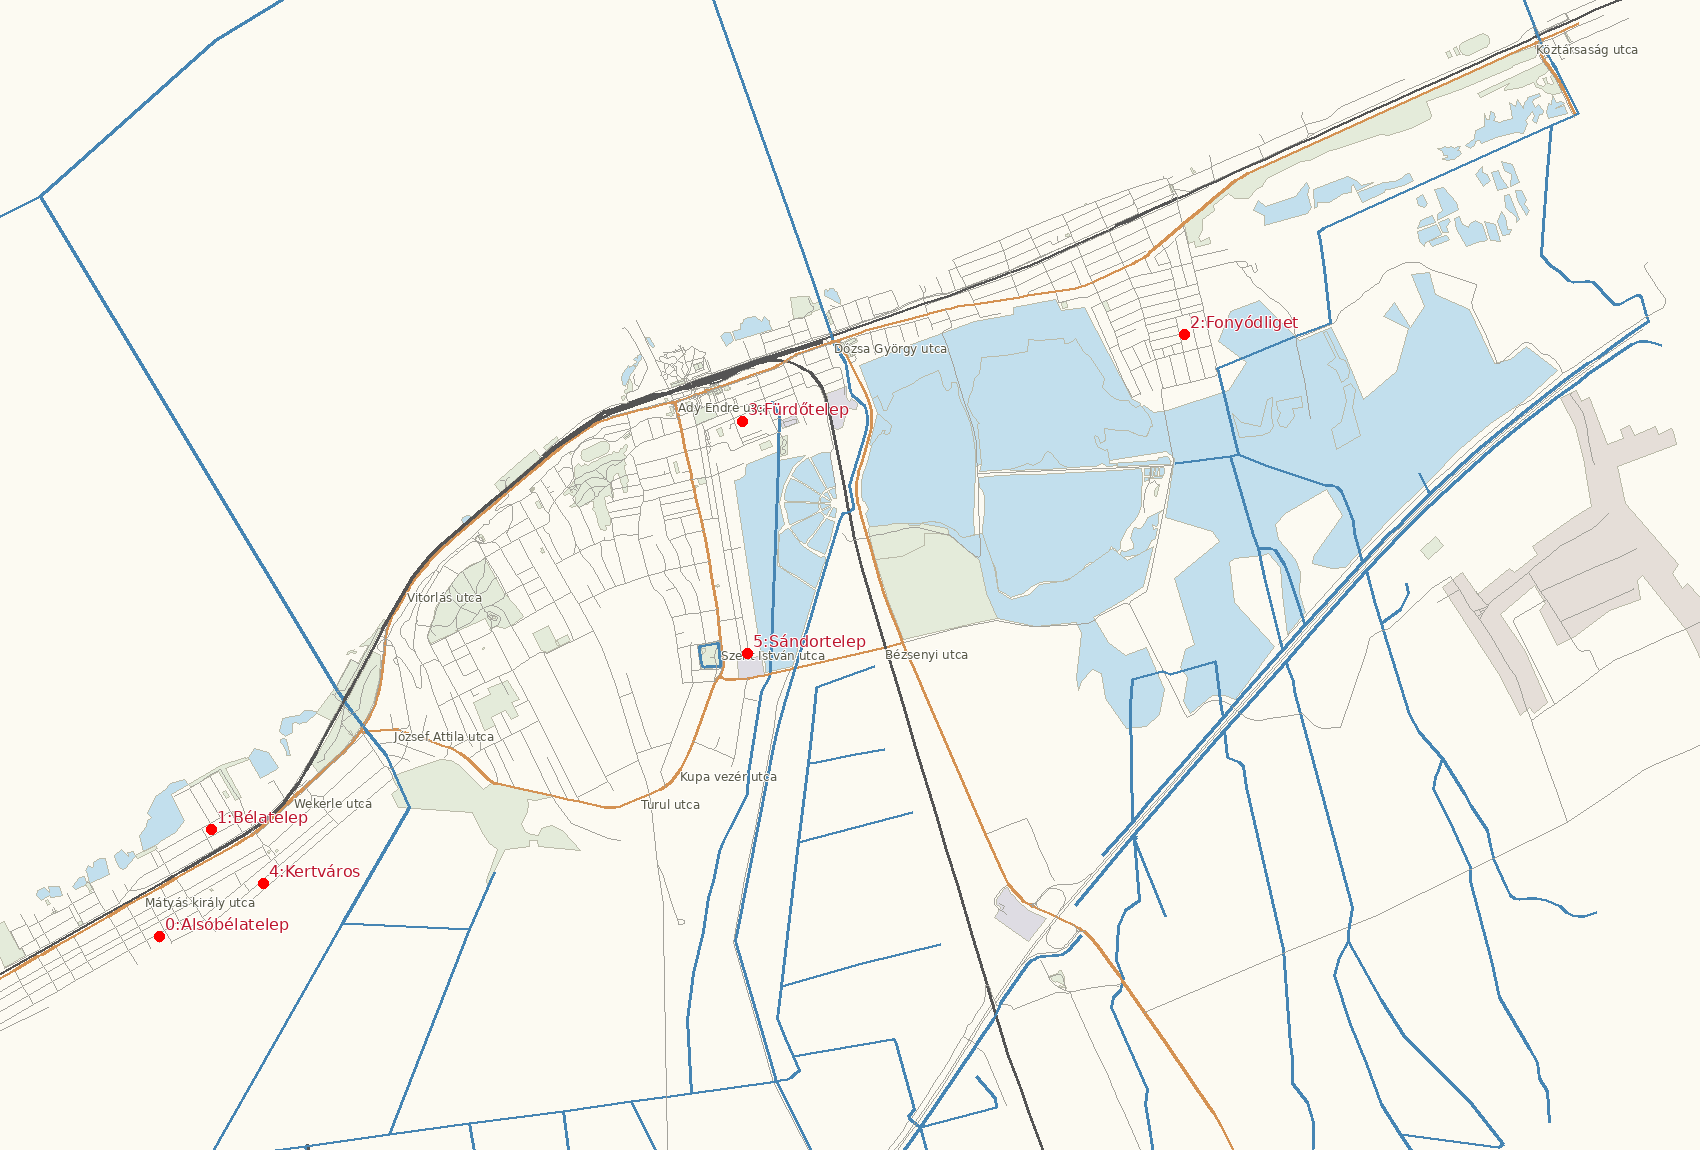 Köztársaság utca
2:Fonyódliget
Dózsa György utca
Ady Endre utca
3:Fürdőtelep
Vitorlás utca
5:Sándortelep
Szent István utca
Bézsenyi utca
József Attila utca
Kupa vezér utca
Wekerle utca
Turul utca
1:Bélatelep
4:Kertváros
Mátyás király utca
0:Alsóbélatelep